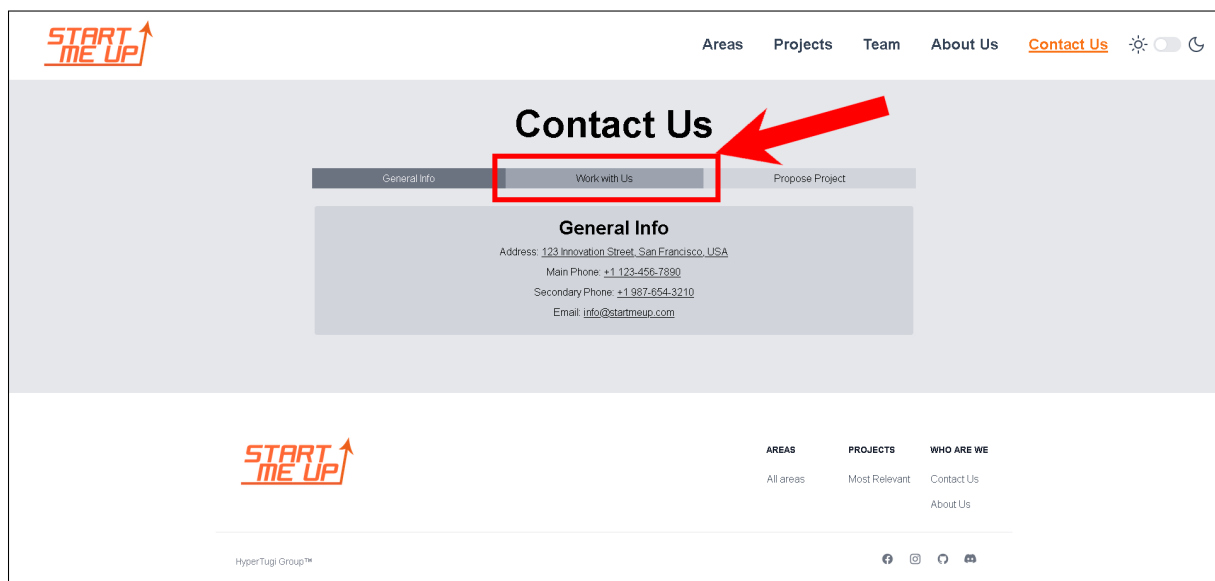 START
ME UP
Areas Projects Team About Us Contact Us
Contact Us
General Info Work with Us Propose Project
General Info
Address: 123 Innovation Street, San Francisco, USA
Main Phone: +1 123-456-7890
Secondary Phone: +1 987-654-3210
Email: info@startmeup.com
START
ME UP
AREAS PROJECTS WHO ARE WE
All areas Most Relevant Contact Us
About Us
HyperTugi Group™